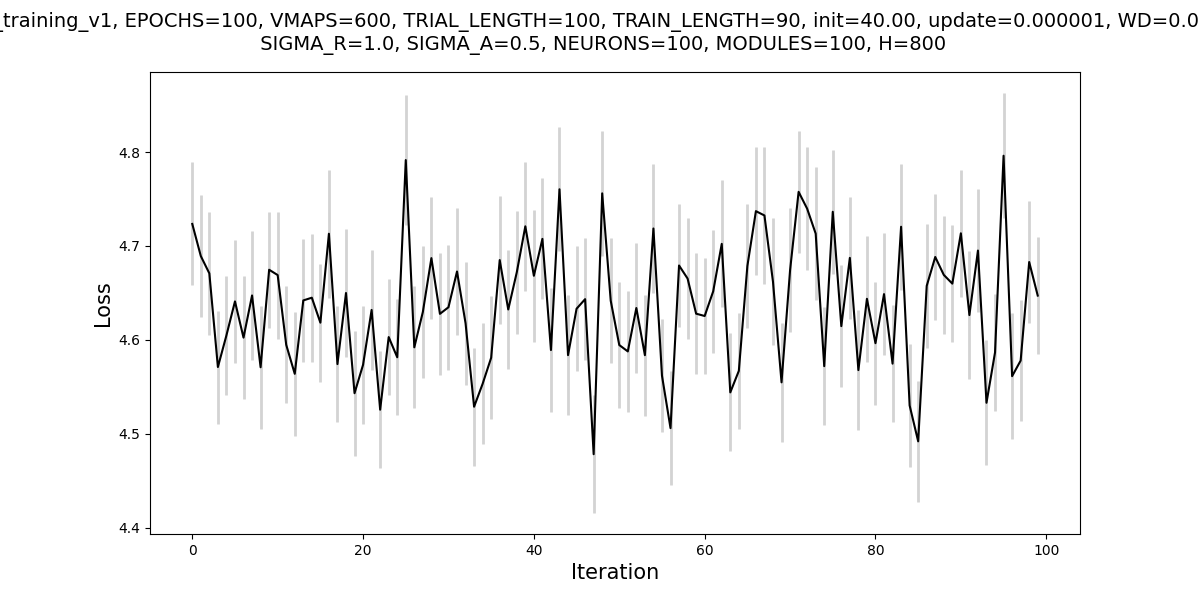 _training_v1, EPOCHS=100, VMAPS=600, TRIAL_LENGTH=100, TRAIN_LENGTH=90, init=40.00, update=0.000001, WD=0.0
SIGMA_R=1.0, SIGMA_A=0.5, NEURONS=100, MODULES=100, H=800
4.8
4.7
4.6
4.5
4.4
Loss
0 20 40 60 80 100
Iteration